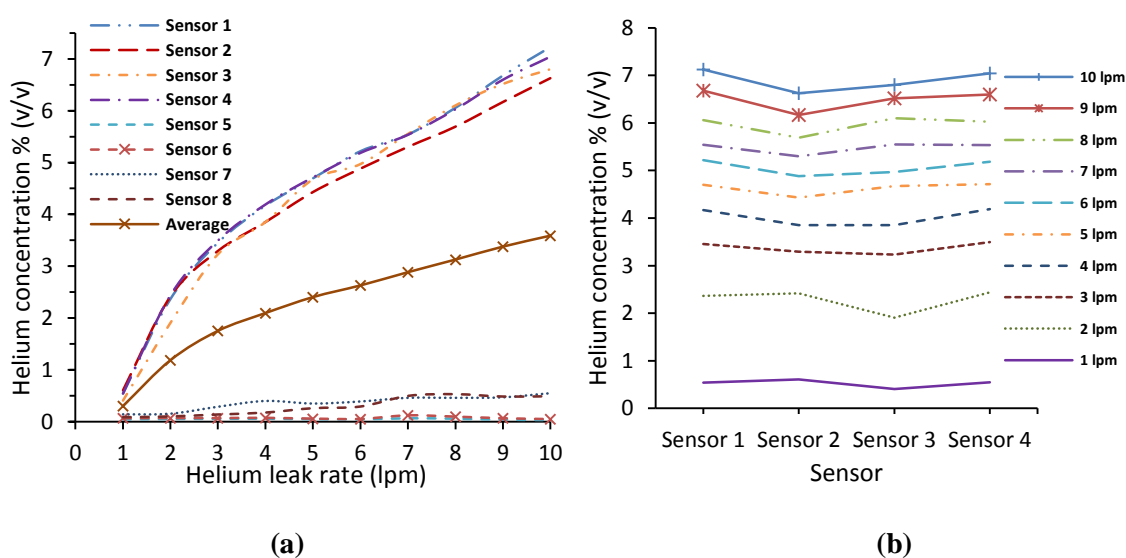 Sensor 1
Sensor 2
Sensor 3
Sensor 4
Sensor 5
Sensor 6
Sensor 7
Sensor 8
Average
Helium concentration % (v/v)
7
6
5
4
3
2
1
0
0 1 2 3 4 5 6 7 8 9 10
Helium leak rate (lpm)
(a)
Helium concentration % (v/v)
8
7
6
5
4
3
2
1
0
Sensor 1 Sensor 2 Sensor 3 Sensor 4
Sensor
10 lpm
9 lpm
8 lpm
7 lpm
6 lpm
5 lpm
4 lpm
3 lpm
2 lpm
1 lpm
(b)